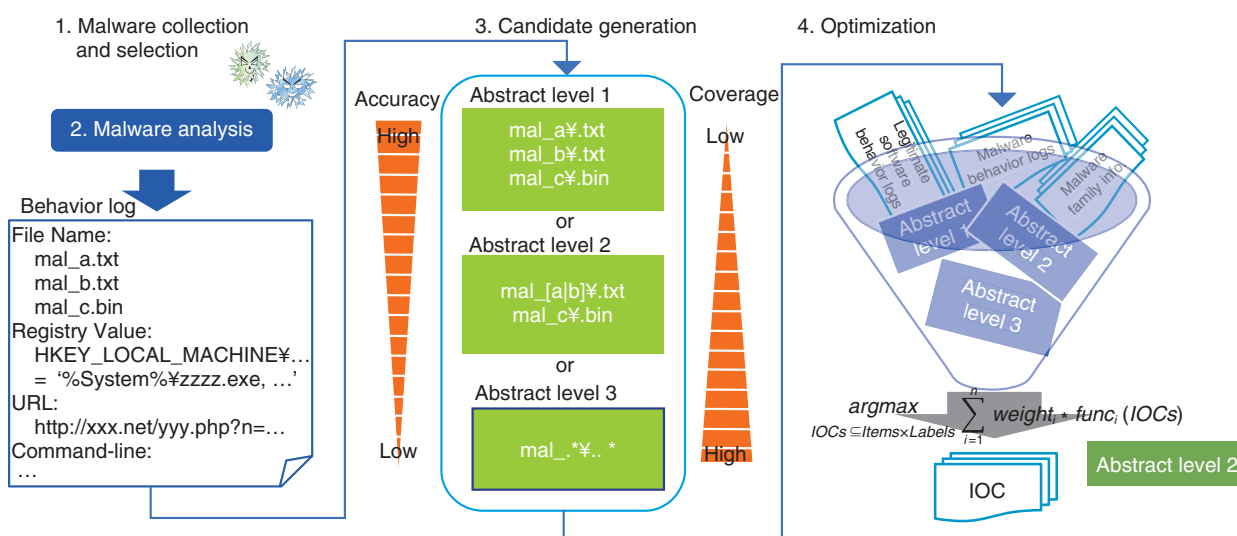 1. Malware collection
and selection
2. Malware analysis
Behavior log
File Name:
mal_a.txt
mal_b.txt
mal_c.bin
Registry Value:
HKEY_LOCAL_MACHINE¥…
= ‘%System%¥zzzz.exe, …’
URL:
http://xxx.net/yyy.php?n=…
Command-line:
…
3. Candidate generation
Accuracy
High
Low
Abstract level 1
mal_a¥.txt
mal_b¥.txt
mal_c¥.bin
or
Abstract level 2
mal_[a|b]¥.txt
mal_c¥.bin
or
Abstract level 3
mal_.*¥.. *
Coverage
Low
High
4. Optimization
Legitimate
software
behavior logs
Malware
behavior logs
Malware
family info.
Abstract
level 1
Abstract
level 2
Abstract
level 3
argmax
IOCs ⊆Items×Labels
n
∑
i=1
weight_i * func_i (IOCs)
IOC
Abstract level 2